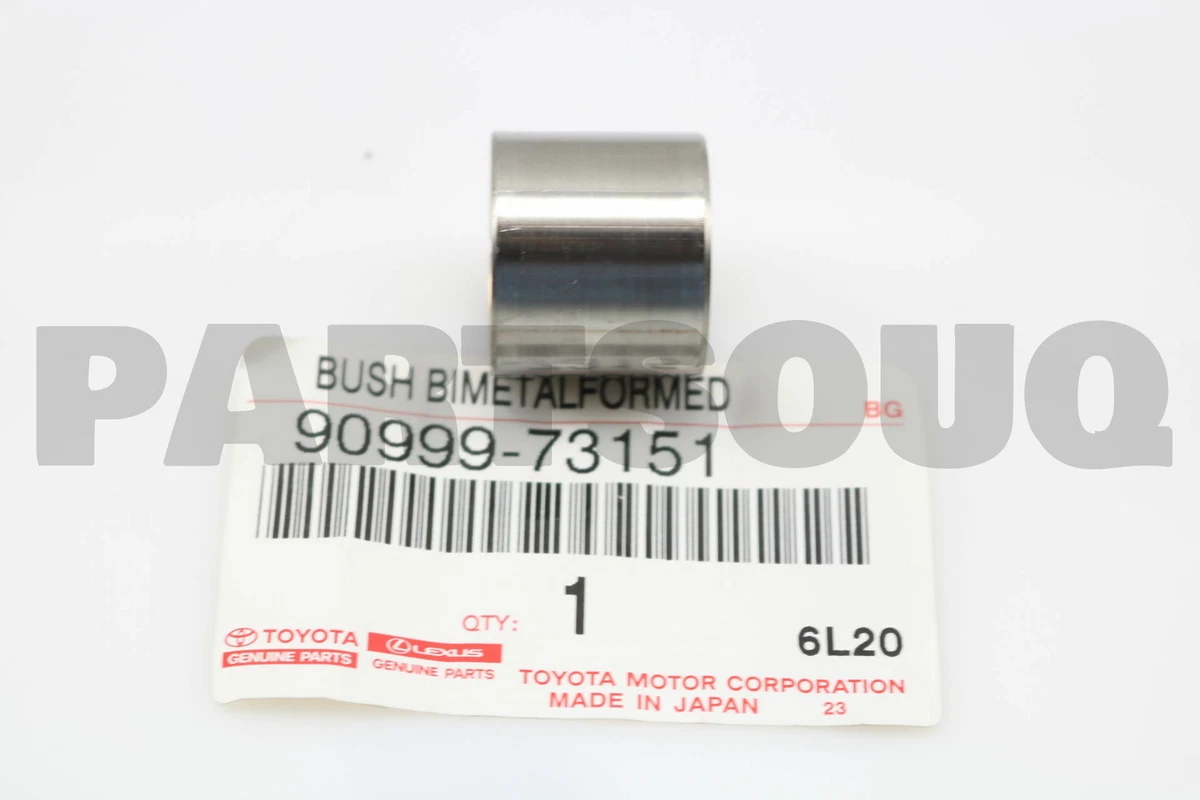 PARTSOUQ
BUSH BIMETALFORMED
BG
90999-73151
QTY: 1
6L20
TOYOTA
GENUINE PARTS
LEXUS
GENUINE PARTS
TOYOTA MOTOR CORPORATION
MADE IN JAPAN 23